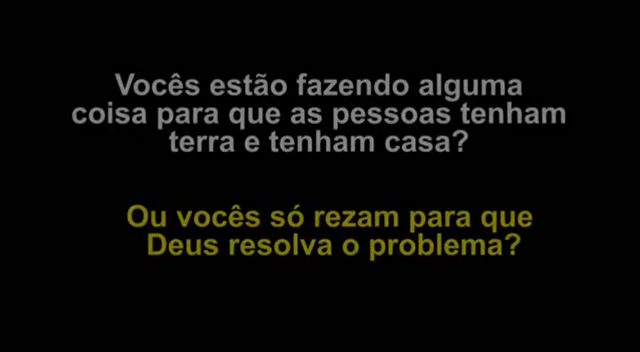 Vocês estão fazendo alguma
coisa para que as pessoas tenham
terra e tenham casa?
Ou vocês só rezam para que
Deus resolva o problema?